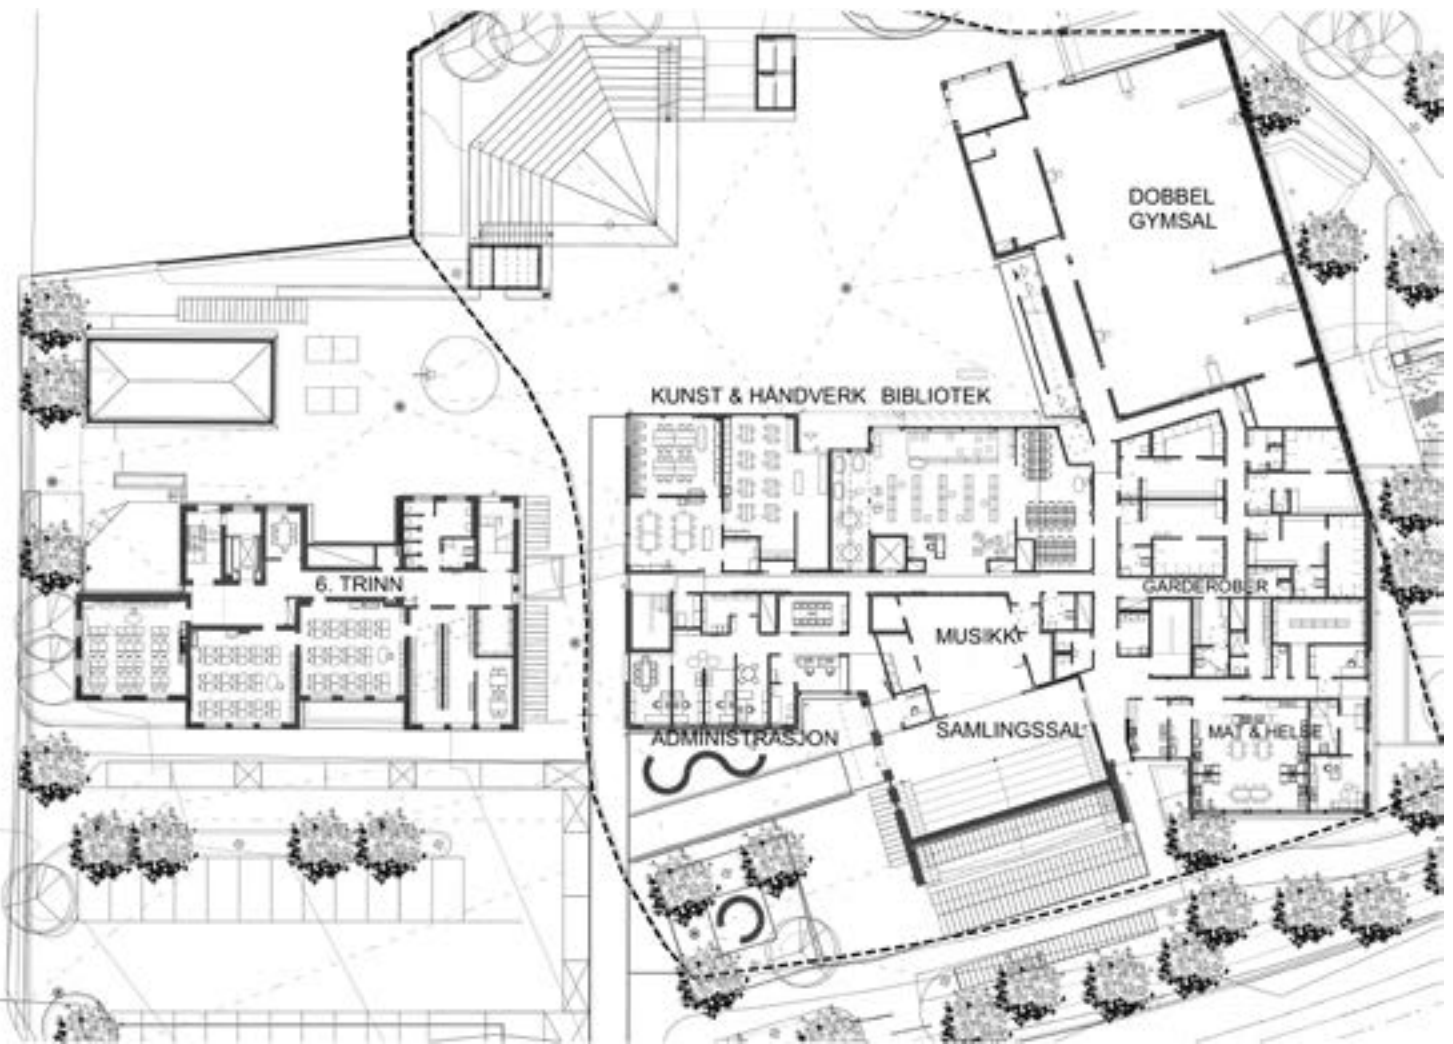 DOBBEL
GYMSAL
KUNST & HÅNDVERK BIBLIOTEK
6. TRINN
GARDEROBER
MUSIKK
ADMINISTRASJON
SAMLINGSSAL
MAT & HELSE